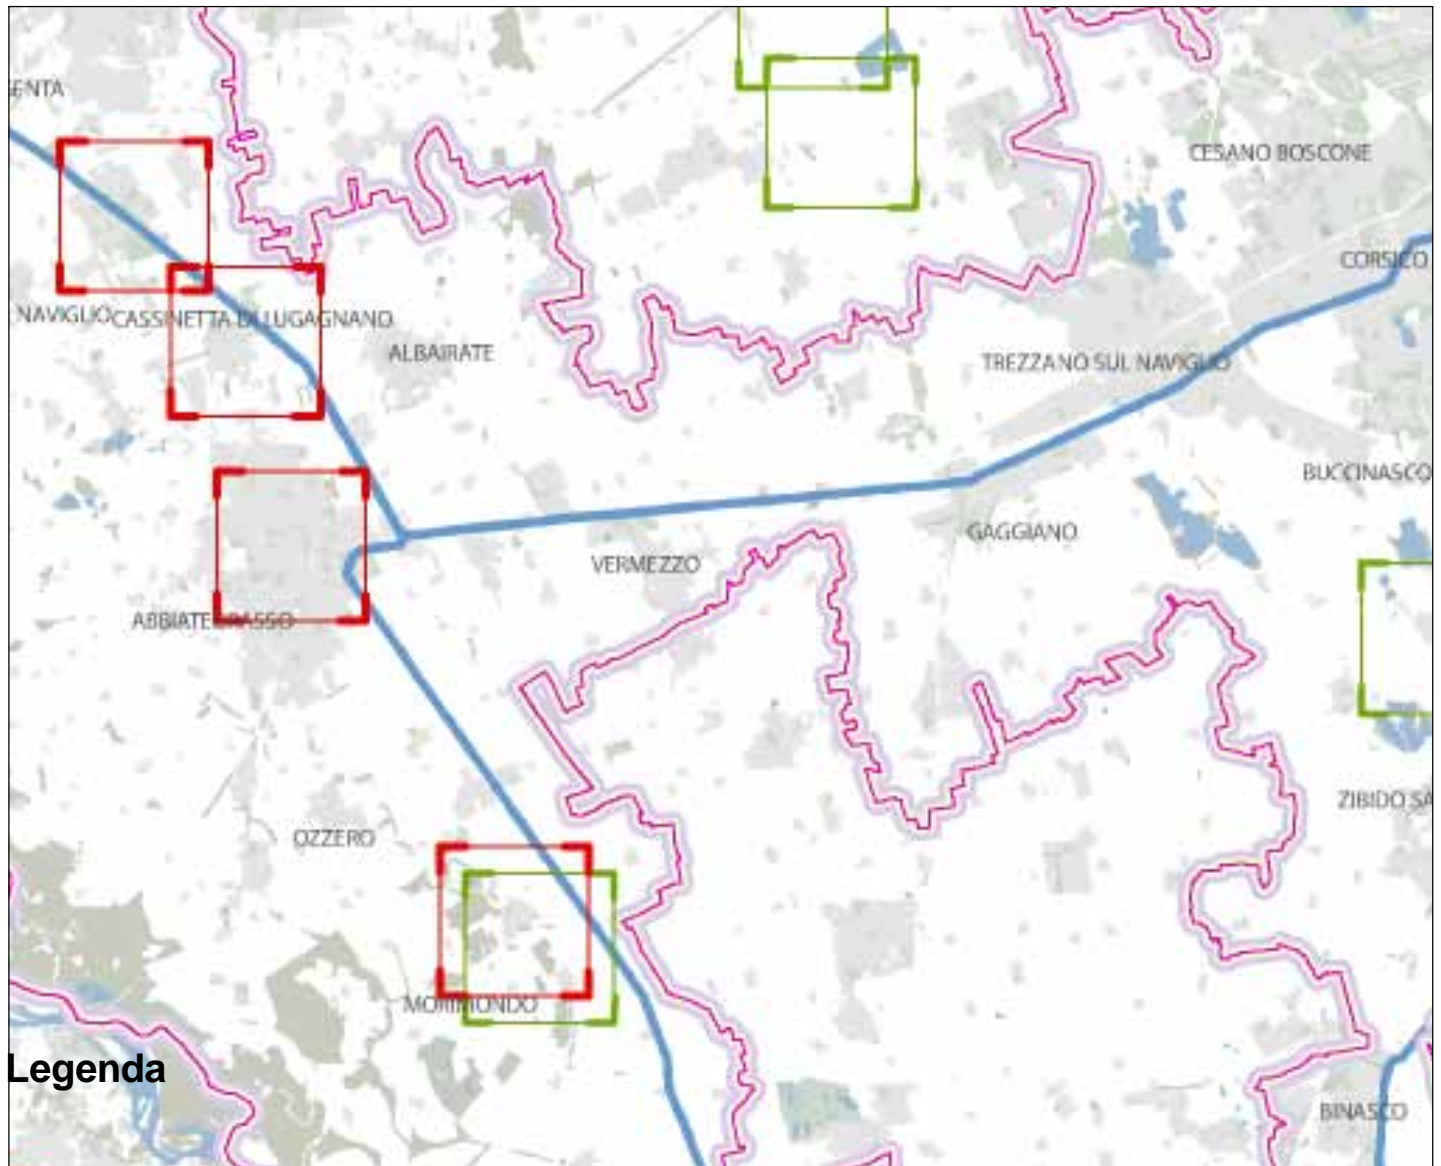 ENTA
CESANO BOSCONE
CORSICO
NAVIGLIO
CASSINETTA DI LUGAGNANO
ALBAIRATE
TREZZANO SUL NAVIGLIO
BUCCINASCO
GAGGIANO
VERMEZZO
ABBIATEGRASSO
ZIBIDO SA
OZZERO
MORIMONDO
Legenda
BINASCO